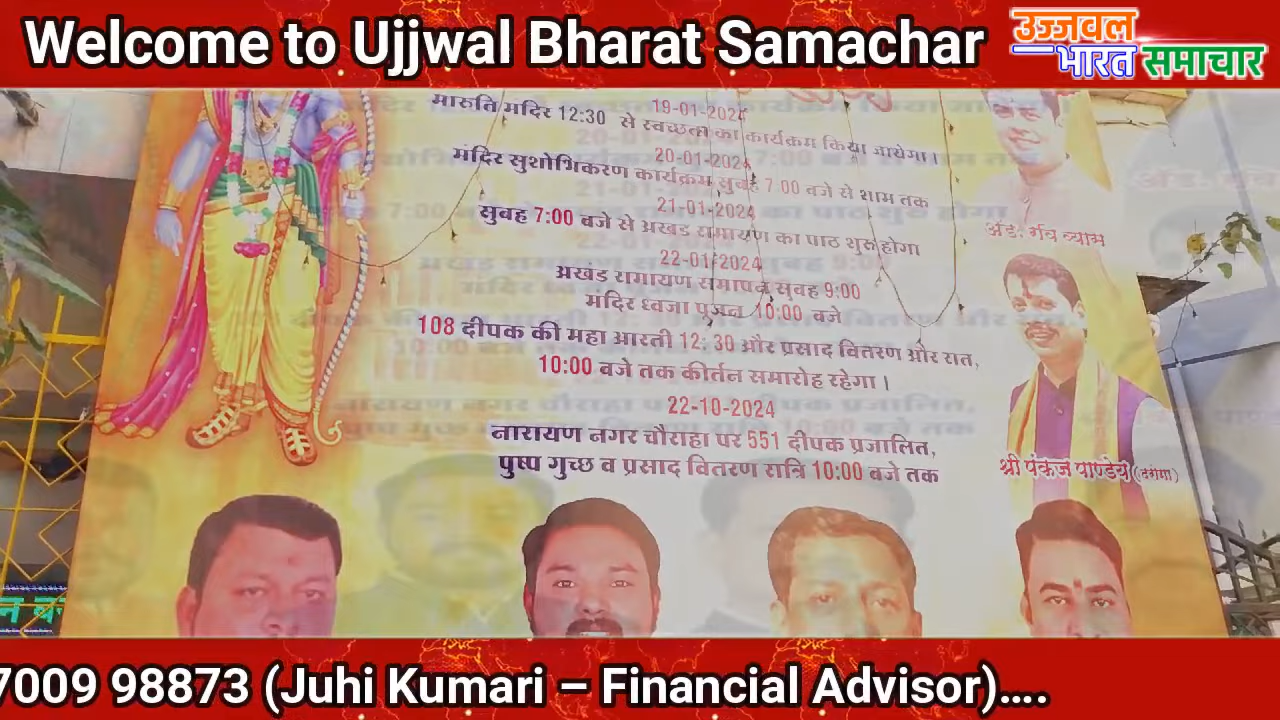 Welcome to Ujjwal Bharat Samachar
उज्जवल
भारत समाचार
19-01-2024
मारुति मंदिर 12:30 से स्वच्छता का कार्यक्रम किया जायेगा।
20-01-2024
मंदिर सुशोभिकरण कार्यक्रम सुबह 7:00 बजे से शाम तक
21-01-2024
सुबह 7:00 बजे से अखंड रामायण का पाठ शुरू होगा
22-01-2024
अखंड रामायण समापन सुबह 9:00
मंदिर ध्वजा पूजन 10:00 बजे
108 दीपक की महा आरती 12:30 और प्रसाद वितरण और रात,
10:00 बजे तक कीर्तन समारोह रहेगा।
22-10-2024
नारायण नगर चौराहा पर 551 दीपक प्रजालित,
पुष्प गुच्छ व प्रसाद वितरण रात्रि 10:00 बजे तक
व्यास
श्री पंकज पाण्डेय
7009 98873 (Juhi Kumari – Financial Advisor)....